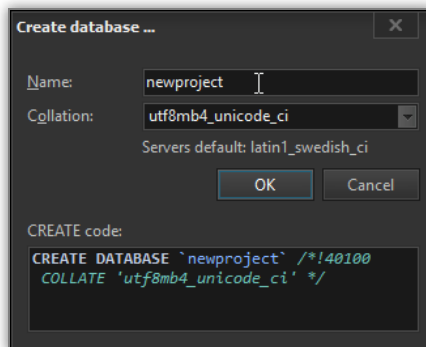 Create database ...
Name: newproject
Collation: utf8mb4_unicode_ci
Servers default: latin1_swedish_ci
OK Cancel
CREATE code:
CREATE DATABASE `newproject` /*!40100
COLLATE 'utf8mb4_unicode_ci' */